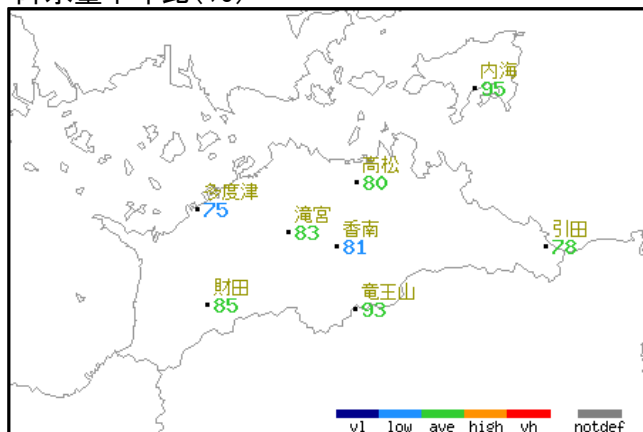 内海
95
高松
80
多度津
75
滝宮
83
香南
81
引田
78
財田
85
竜王山
93
vl low ave high vh notdef